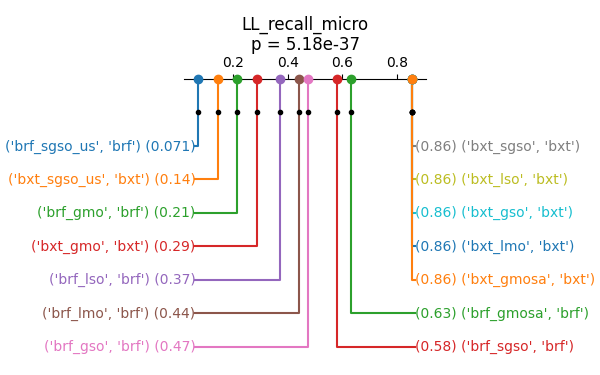 LL_recall_micro
p = 5.18e-37
0.2 0.4 0.6 0.8
('brf_sgso_us', 'brf') (0.071) (0.86) ('bxt_sgso', 'bxt')
('bxt_sgso_us', 'bxt') (0.14) (0.86) ('bxt_lso', 'bxt')
('brf_gmo', 'brf') (0.21) (0.86) ('bxt_gso', 'bxt')
('bxt_gmo', 'bxt') (0.29) (0.86) ('bxt_lmo', 'bxt')
('brf_lso', 'brf') (0.37) (0.86) ('bxt_gmosa', 'bxt')
('brf_lmo', 'brf') (0.44) (0.63) ('brf_gmosa', 'brf')
('brf_gso', 'brf') (0.47) (0.58) ('brf_sgso', 'brf')